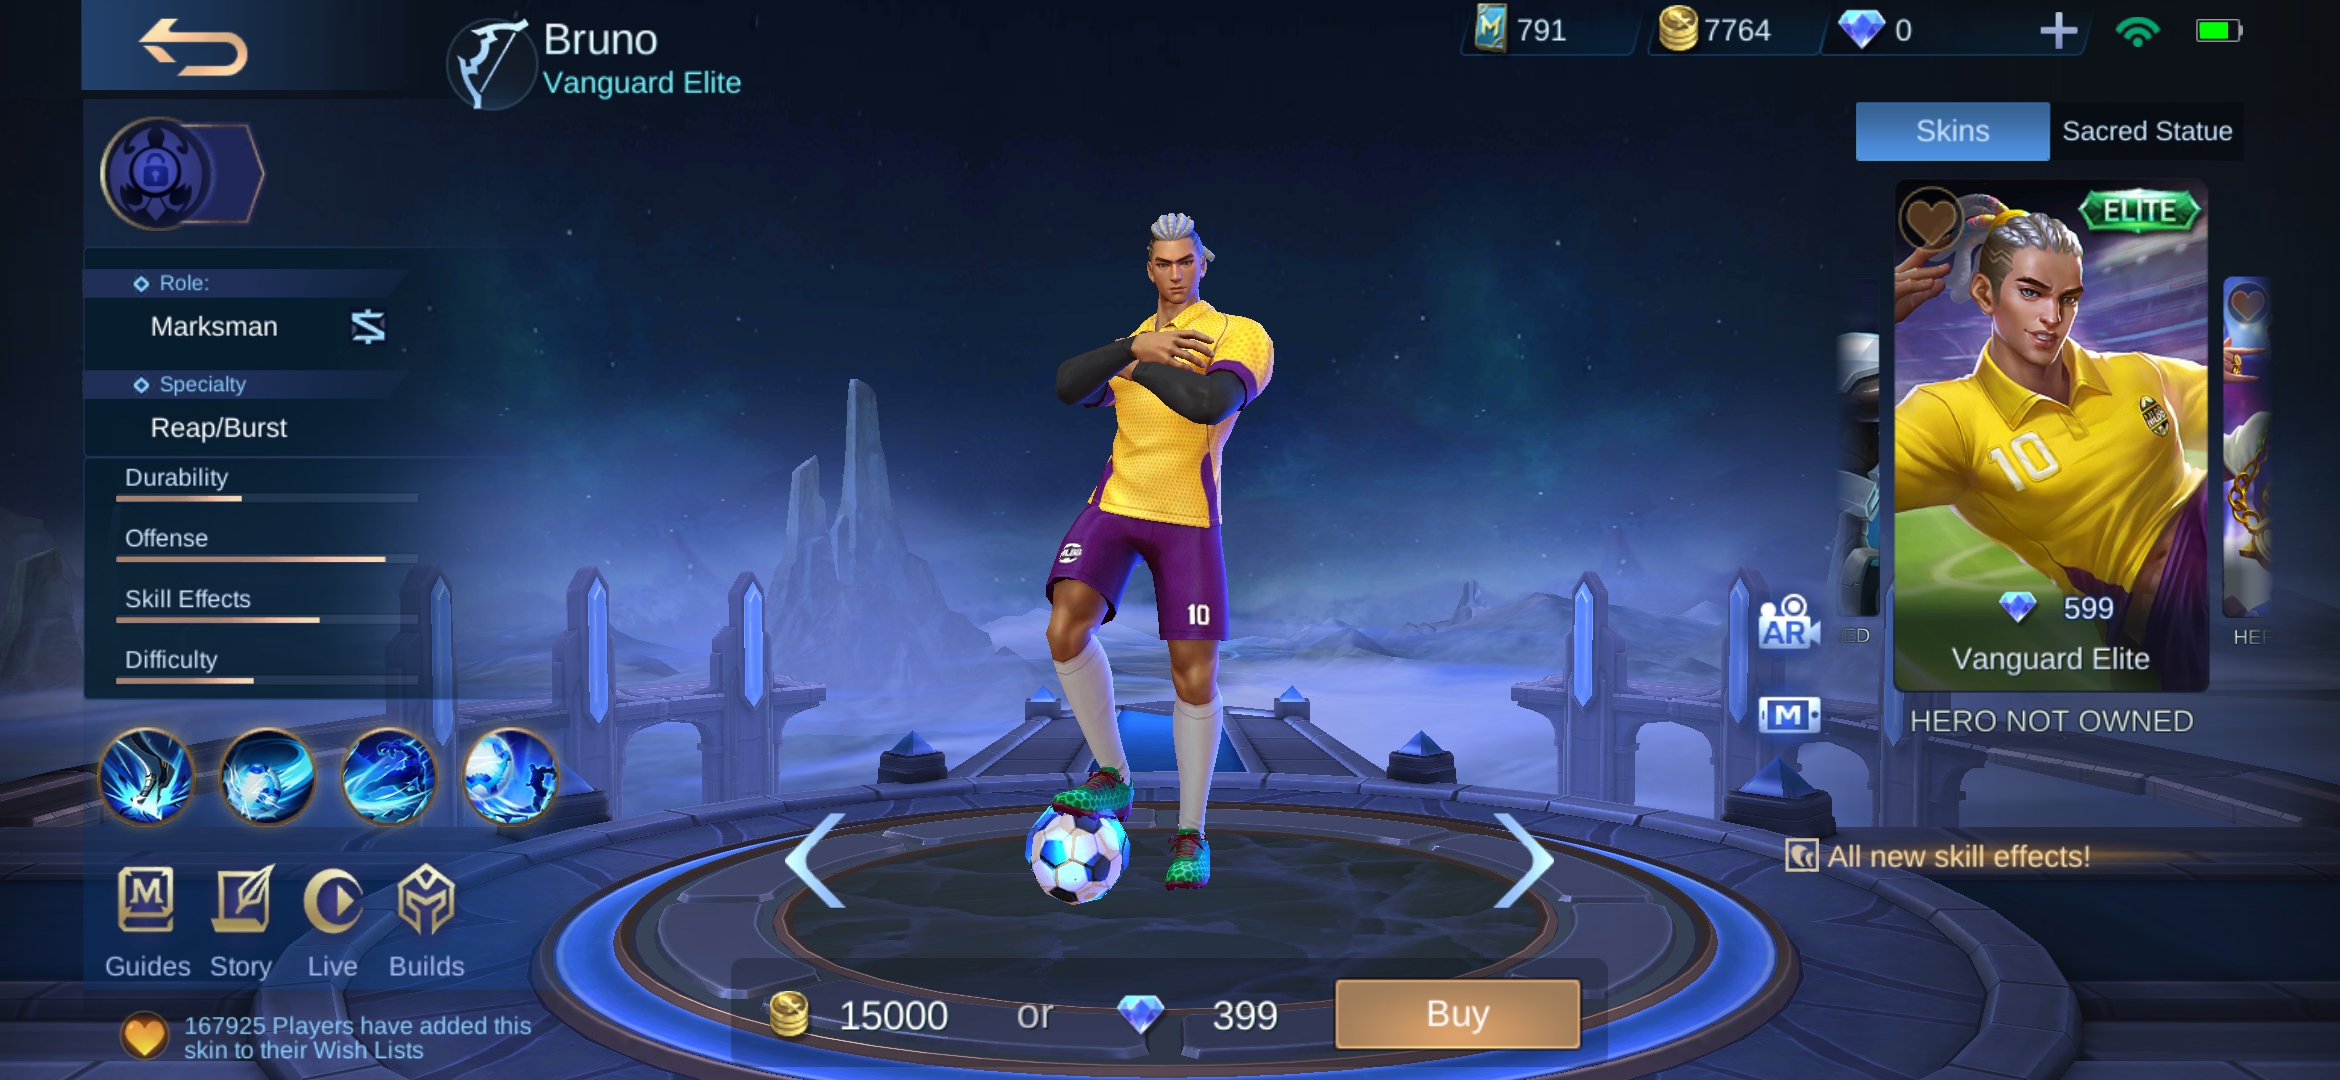 Bruno
Vanguard Elite
791
7764
0
Skins
Sacred Statue
Role:
Marksman
Specialty
Reap/Burst
Durability
Offense
Skill Effects
Difficulty
M
Guides
Story
Live
Builds
167925 Players have added this
skin to their Wish Lists
10
15000 or 399
Buy
AR
M
ELITE
10
599
Vanguard Elite
HERO NOT OWNED
ED
HE
All new skill effects!